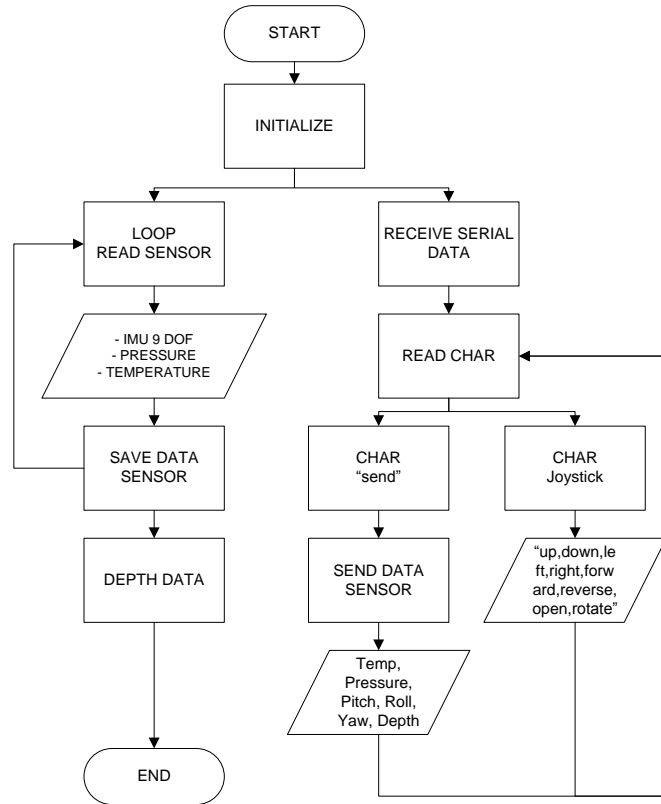 START
INITIALIZE
LOOP
READ SENSOR
RECEIVE SERIAL
DATA
- IMU 9 DOF
- PRESSURE
- TEMPERATURE
READ CHAR
SAVE DATA
SENSOR
CHAR
“send”
CHAR
Joystick
DEPTH DATA
SEND DATA
SENSOR
“up,down,le
ft,right,forw
ard,reverse,
open,rotate”
Temp,
Pressure,
Pitch, Roll,
Yaw, Depth
END